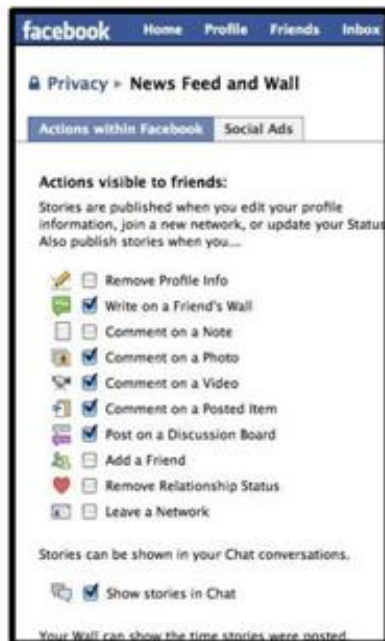 facebook Home Profile Friends Inbox
Privacy ▸ News Feed and Wall
Actions within Facebook Social Ads
Actions visible to friends:
Stories are published when you edit your profile
information, join a new network, or update your Status
Also publish stories when you...
Remove Profile Info
Write on a Friend's Wall
Comment on a Note
Comment on a Photo
Comment on a Video
Comment on a Posted Item
Post on a Discussion Board
Add a Friend
Remove Relationship Status
Leave a Network
Stories can be shown in your Chat conversations.
Show stories in Chat
Your Wall can show the time stories were posted.